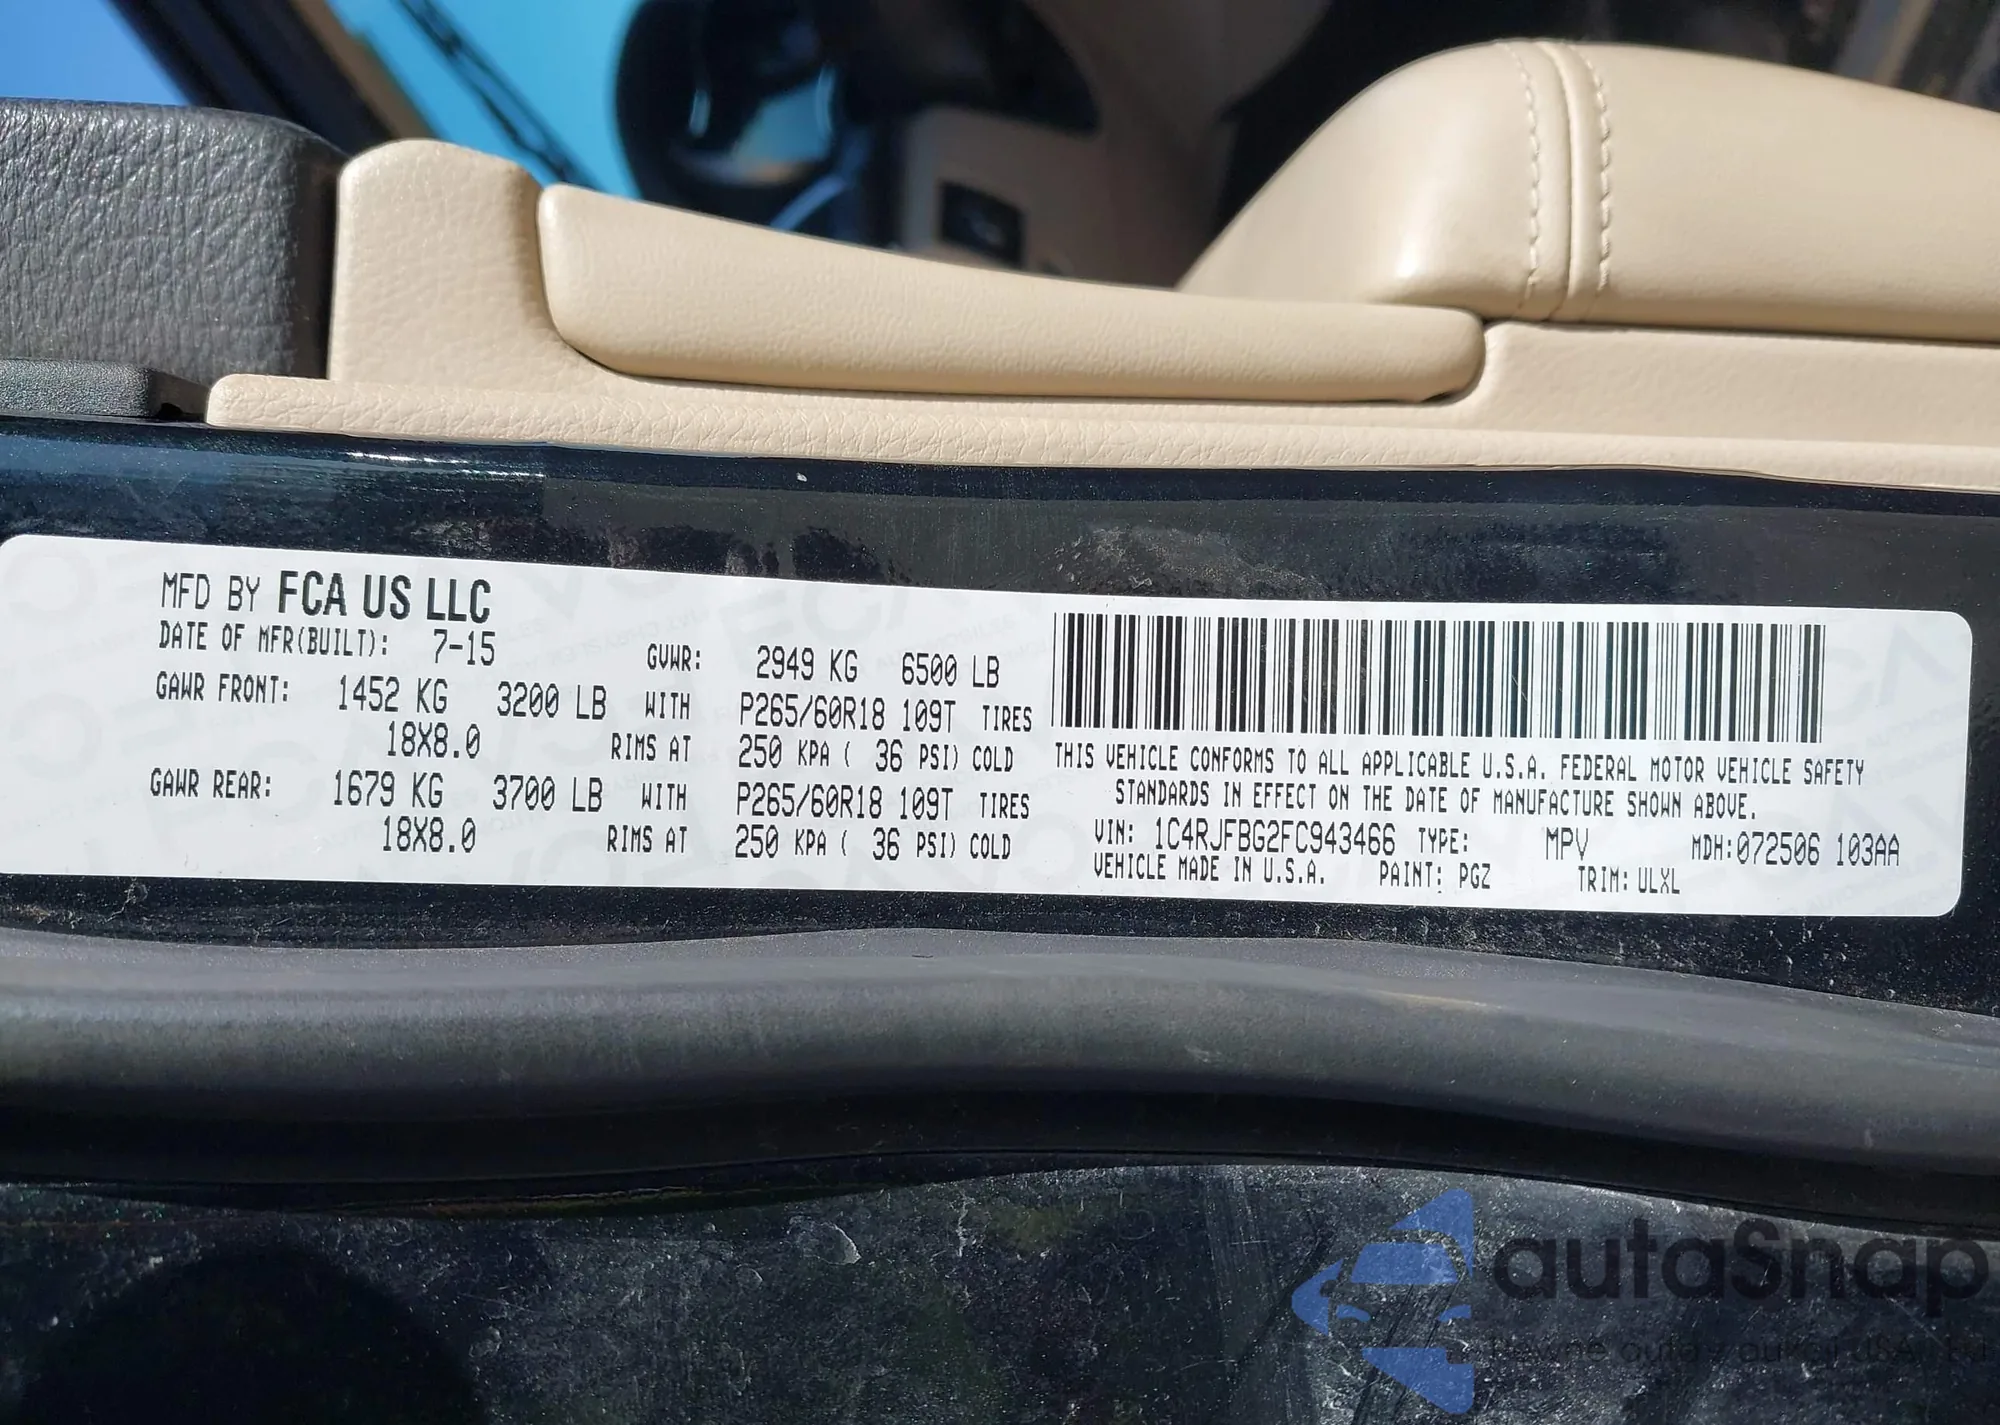 MFD BY FCA US LLC
DATE OF MFR(BUILT): 7-15 GVWR: 2949 KG 6500 LB
GAWR FRONT: 1452 KG 3200 LB WITH P265/60R18 109T TIRES
18X8.0 RIMS AT 250 KPA ( 36 PSI) COLD
GAWR REAR: 1679 KG 3700 LB WITH P265/60R18 109T TIRES
18X8.0 RIMS AT 250 KPA ( 36 PSI) COLD
THIS VEHICLE CONFORMS TO ALL APPLICABLE U.S.A. FEDERAL MOTOR VEHICLE SAFETY
STANDARDS IN EFFECT ON THE DATE OF MANUFACTURE SHOWN ABOVE.
VIN: 1C4RJFBG2FC943466 TYPE: MPV MDH:072506 103AA
VEHICLE MADE IN U.S.A. PAINT: PGZ TRIM: ULXL
autaSnap